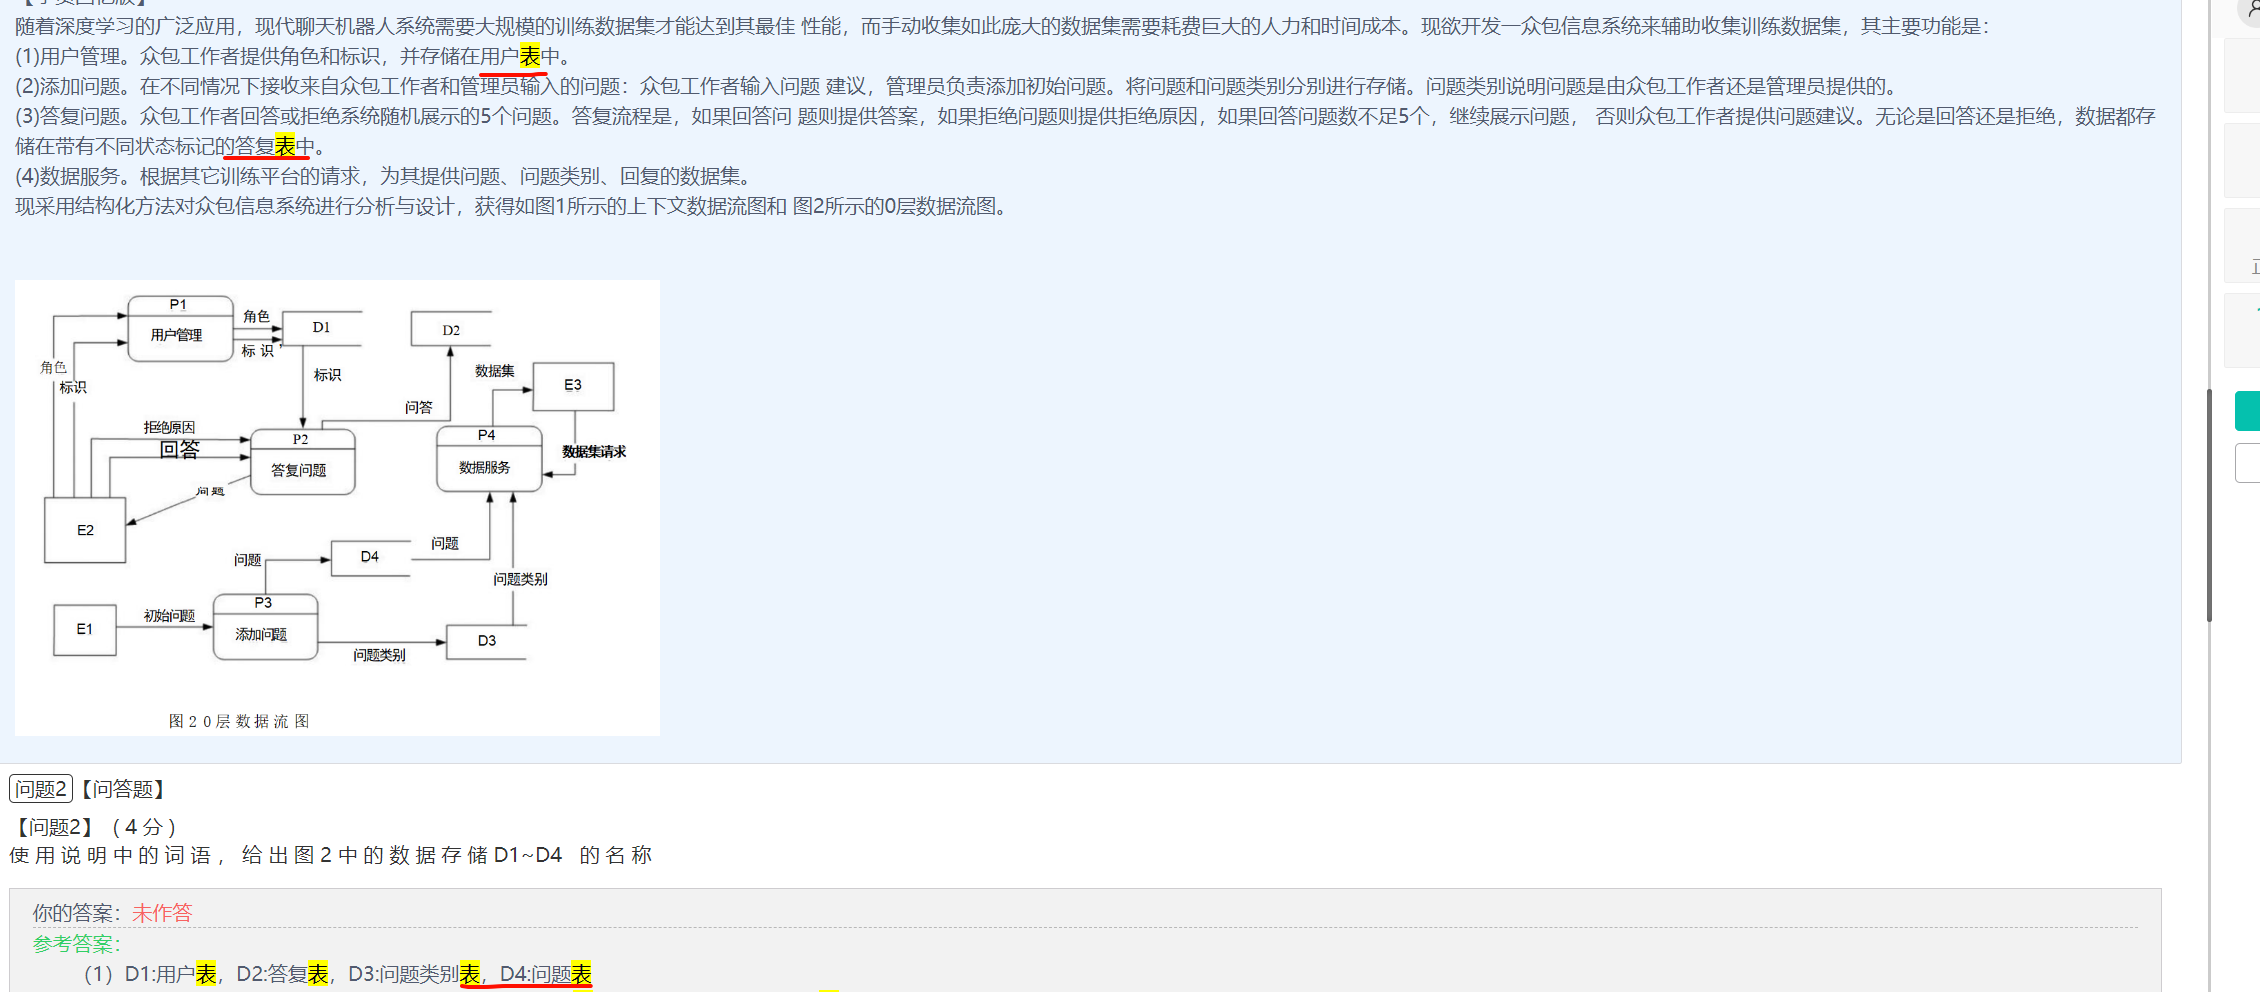 随着深度学习的广泛应用，现代聊天机器人系统需要大规模的训练数据集才能达到其最佳 性能，而手动收集如此庞大的数据集需要耗费巨大的人力和时间成本。现欲开发一众包信息系统来辅助收集训练数据集，其主要功能是：
(1)用户管理。众包工作者提供角色和标识，并存储在用户表中。
(2)添加问题。在不同情况下接收来自众包工作者和管理员输入的问题：众包工作者输入问题 建议，管理员负责添加初始问题。将问题和问题类别分别进行存储。问题类别说明问题是由众包工作者还是管理员提供的。
(3)答复问题。众包工作者回答或拒绝系统随机展示的5个问题。答复流程是，如果回答问 题则提供答案，如果拒绝问题则提供拒绝原因，如果回答问题数不足5个，继续展示问题， 否则众包工作者提供问题建议。无论是回答还是拒绝，数据都存
储在带有不同状态标记的答复表中。
(4)数据服务。根据其它训练平台的请求，为其提供问题、问题类别、回复的数据集。
现采用结构化方法对众包信息系统进行分析与设计，获得如图1所示的上下文数据流图和 图2所示的0层数据流图。
P1
用户管理
角色
标 识
D1
D2
角色
标识
标识
数据集
E3
问答
拒绝原因
回答
P2
答复问题
P4
数据服务
数据集请求
问题
E2
问题
D4
问题
问题类别
E1
初始问题
P3
添加问题
问题类别
D3
图 2 0 层 数 据 流 图
问题2【问答题】
【问题2】（4 分）
使用说明中的词语，给出图2中的数据存储D1~D4 的名称
你的答案：未作答
参考答案：
（1）D1:用户表，D2:答复表，D3:问题类别表，D4:问题表